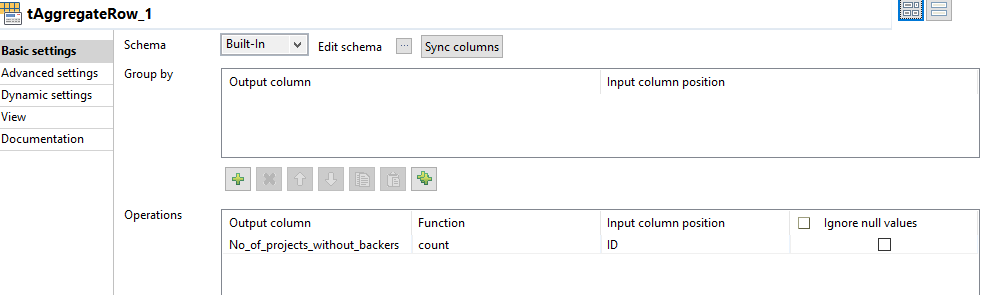 tAggregateRow_1
Basic settings
Advanced settings
Dynamic settings
View
Documentation
Schema Built-In Edit schema ... Sync columns
Group by
Output column Input column position
Operations
Output column Function Input column position Ignore null values
No_of_projects_without_backers count ID